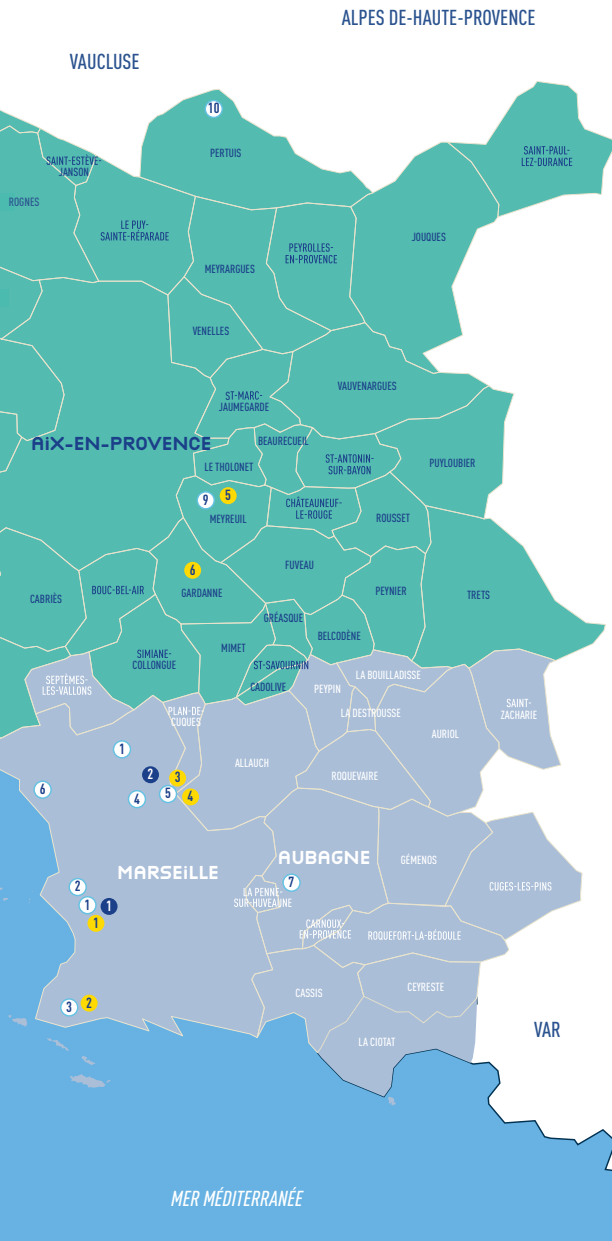 ALPES DE-HAUTE-PROVENCE
VAUCLUSE
10
PERTUIS
SAINT-PAUL-
LEZ-DURANCE
SAINT-ESTÈVE-
JANSON
ROGNES
LE PUY-
SAINTE-RÉPARADE
JOUQUES
PEYROLLES-
EN-PROVENCE
MEYRARGUES
VENELLES
VAUVENARGUES
ST-MARC-
JAUMEGARDE
AiX-EN-PROVENCE
BEAURECUEIL
ST-ANTONIN-
SUR-BAYON
PUYLOUBIER
LE THOLONET
9
5
MEYREUIL
CHÂTEAUNEUF-
LE-ROUGE
ROUSSET
6
GARDANNE
FUVEAU
BOUC-BEL-AIR
CABRIÈS
PEYNIER
TRETS
GRÉASQUE
BELCODÈNE
MIMET
SIMIANE-
COLLONGUE
ST-SAVOURNIN
CADOLIVE
SEPTÈMES-
LES-VALLONS
PEYPIN
LA BOUILLADISSE
PLAN-DE-
CUQUES
LA DESTROUSSE
SAINT-
ZACHARIE
AURIOL
1
ALLAUCH
ROQUEVAIRE
2
3
6
4
5
4
MARSEiLLE
AUBAGNE
GÉMENOS
CUGES-LES-PINS
7
2
LA PENNE-
SUR-HUVEAUNE
1
1
1
CARNOUX-
EN-PROVENCE
ROQUEFORT-LA-BÉDOULE
CASSIS
CEYRESTE
3
2
VAR
LA CIOTAT
MER MÉDITERRANÉE